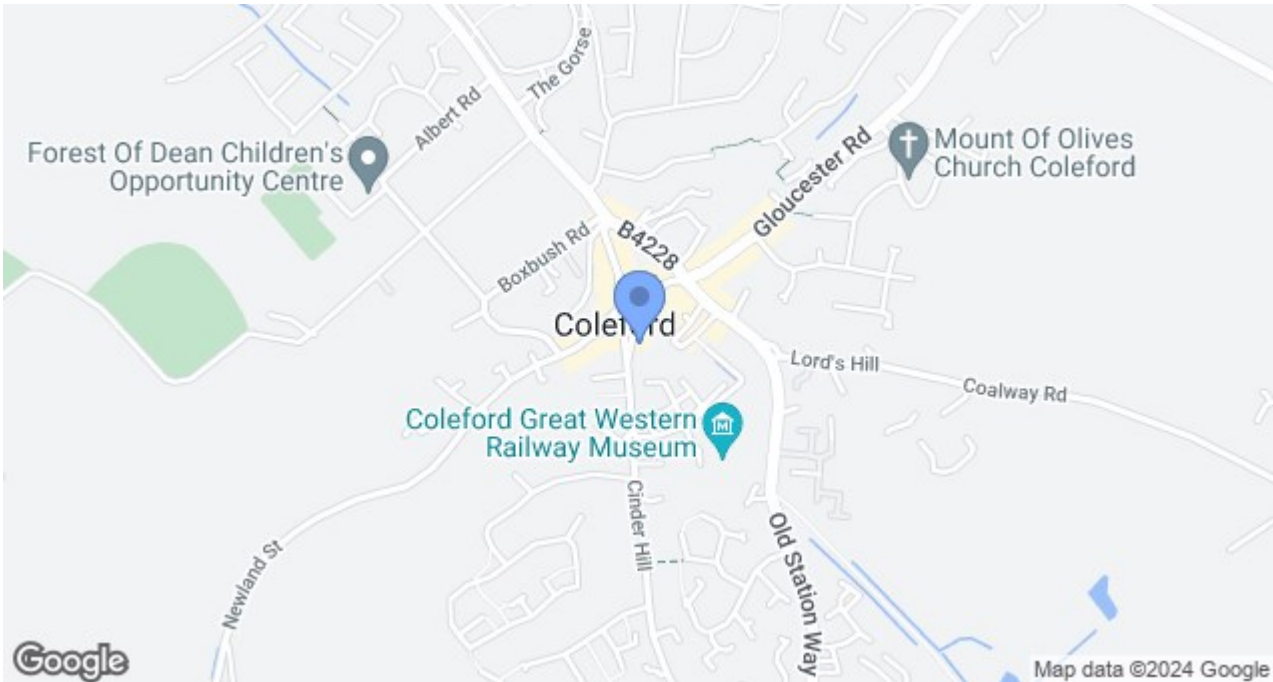 The Gorse
Albert Rd
Forest Of Dean Children's
Opportunity Centre
Mount Of Olives
Church Coleford
Gloucester Rd
B4228
Boxbush Rd
Coleford
Lord's Hill
Coalway Rd
Coleford Great Western
Railway Museum
M
Cinder Hill
Old Station Way
Newland St
Google
Map data ©2024 Google